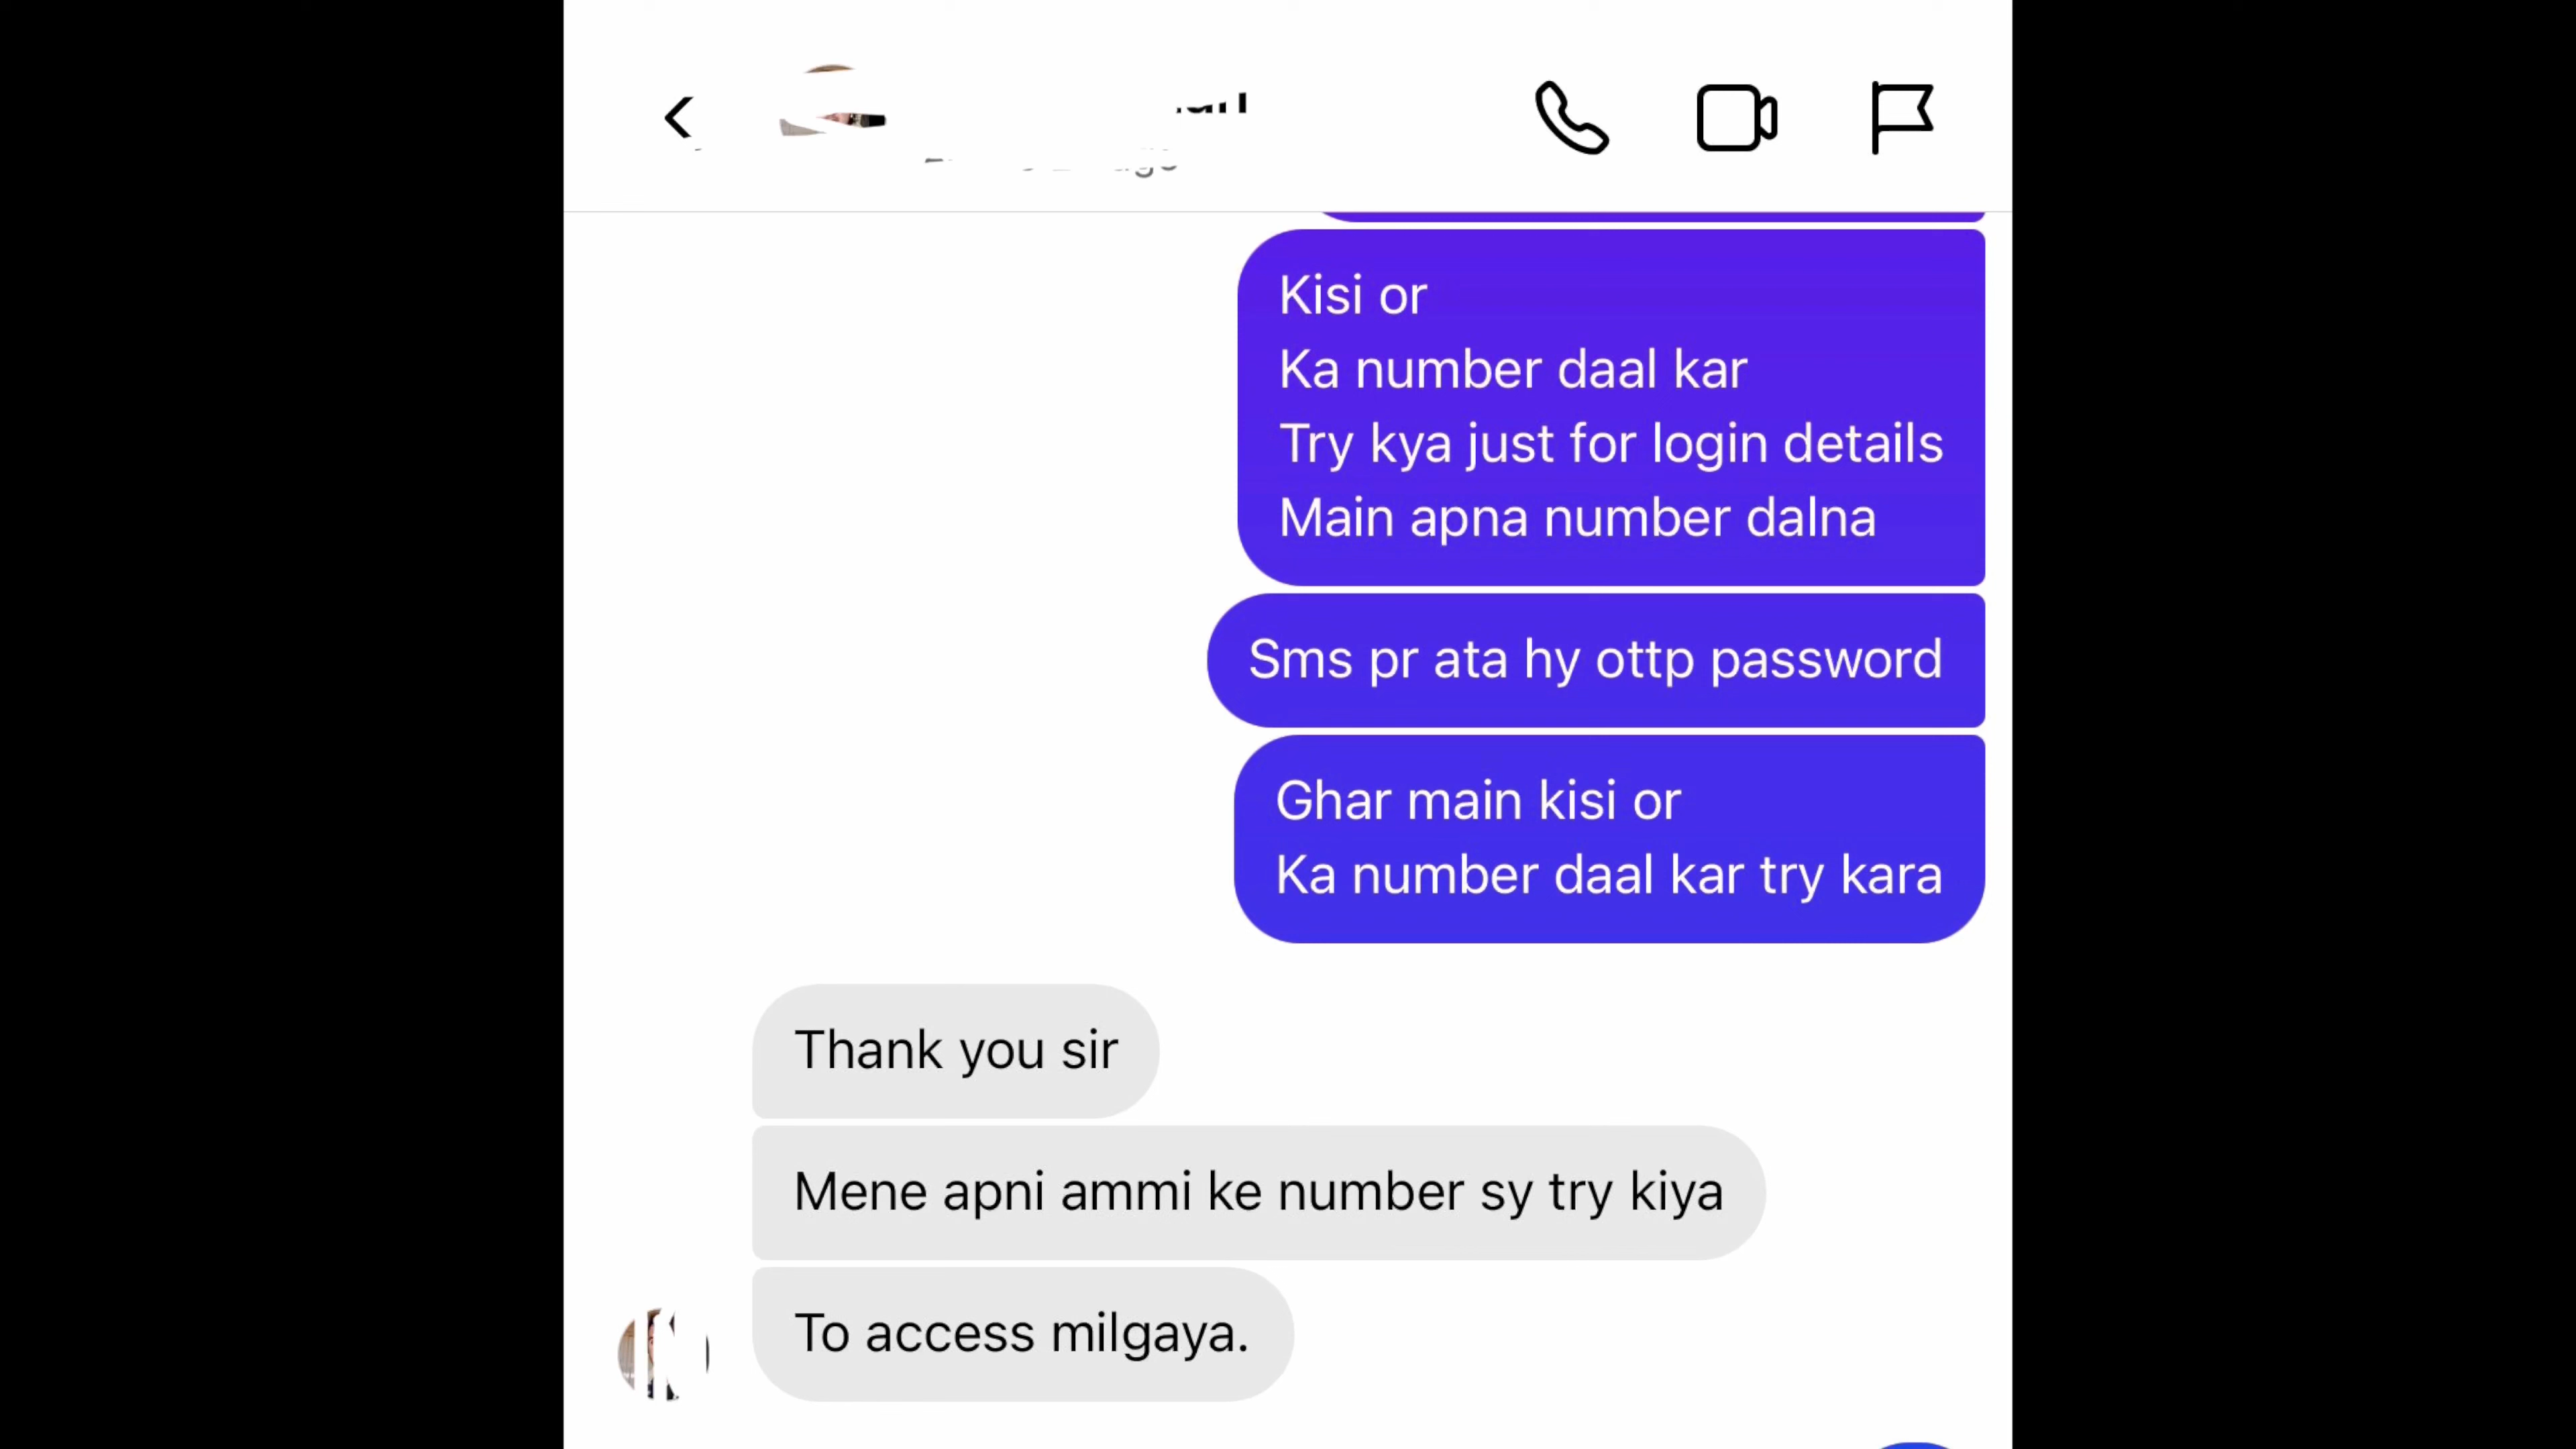 Kisi or
Ka number daal kar
Try kya just for login details
Main apna number dalna
Sms pr ata hy ottp password
Ghar main kisi or
Ka number daal kar try kara
Thank you sir
Mene apni ammi ke number sy try kiya
To access milgaya.